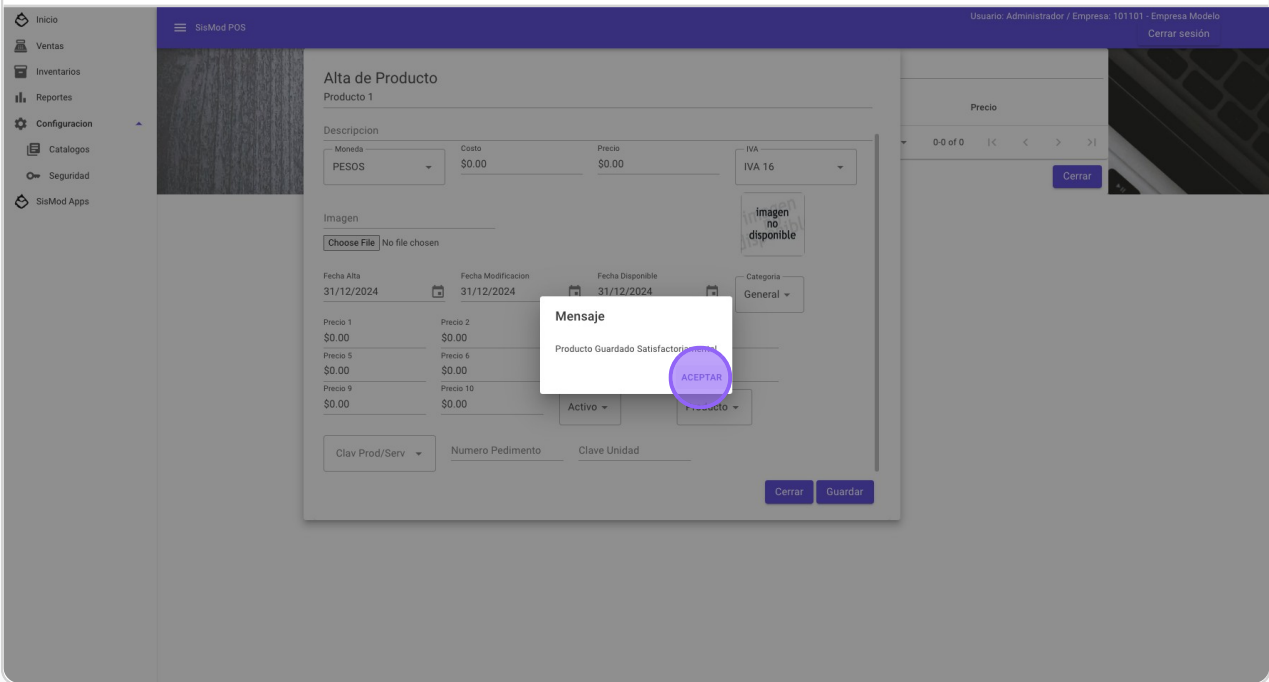 Inicio
Ventas
Inventarios
Reportes
Configuracion
Catalogos
Seguridad
SisMod Apps
SisMod POS
Usuario: Administrador / Empresa: 101101 - Empresa Modelo
Cerrar sesión
Alta de Producto
Producto 1
Descripcion
Moneda Costo Precio IVA
PESOS $0.00 $0.00 IVA 16
Imagen
Choose File No file chosen
imagen
no
disponible
Fecha Alta Fecha Modificacion Fecha Disponible Categoria
31/12/2024 31/12/2024 31/12/2024 General
Precio 1 Precio 2
$0.00 $0.00
Precio 5 Precio 6
$0.00 $0.00
Precio 9 Precio 10
$0.00 $0.00 Activo Producto
Clav Prod/Serv Numero Pedimento Clave Unidad
Cerrar Guardar
Mensaje
Producto Guardado Satisfactoriamente!
ACEPTAR
Precio
0-0 of 0
Cerrar